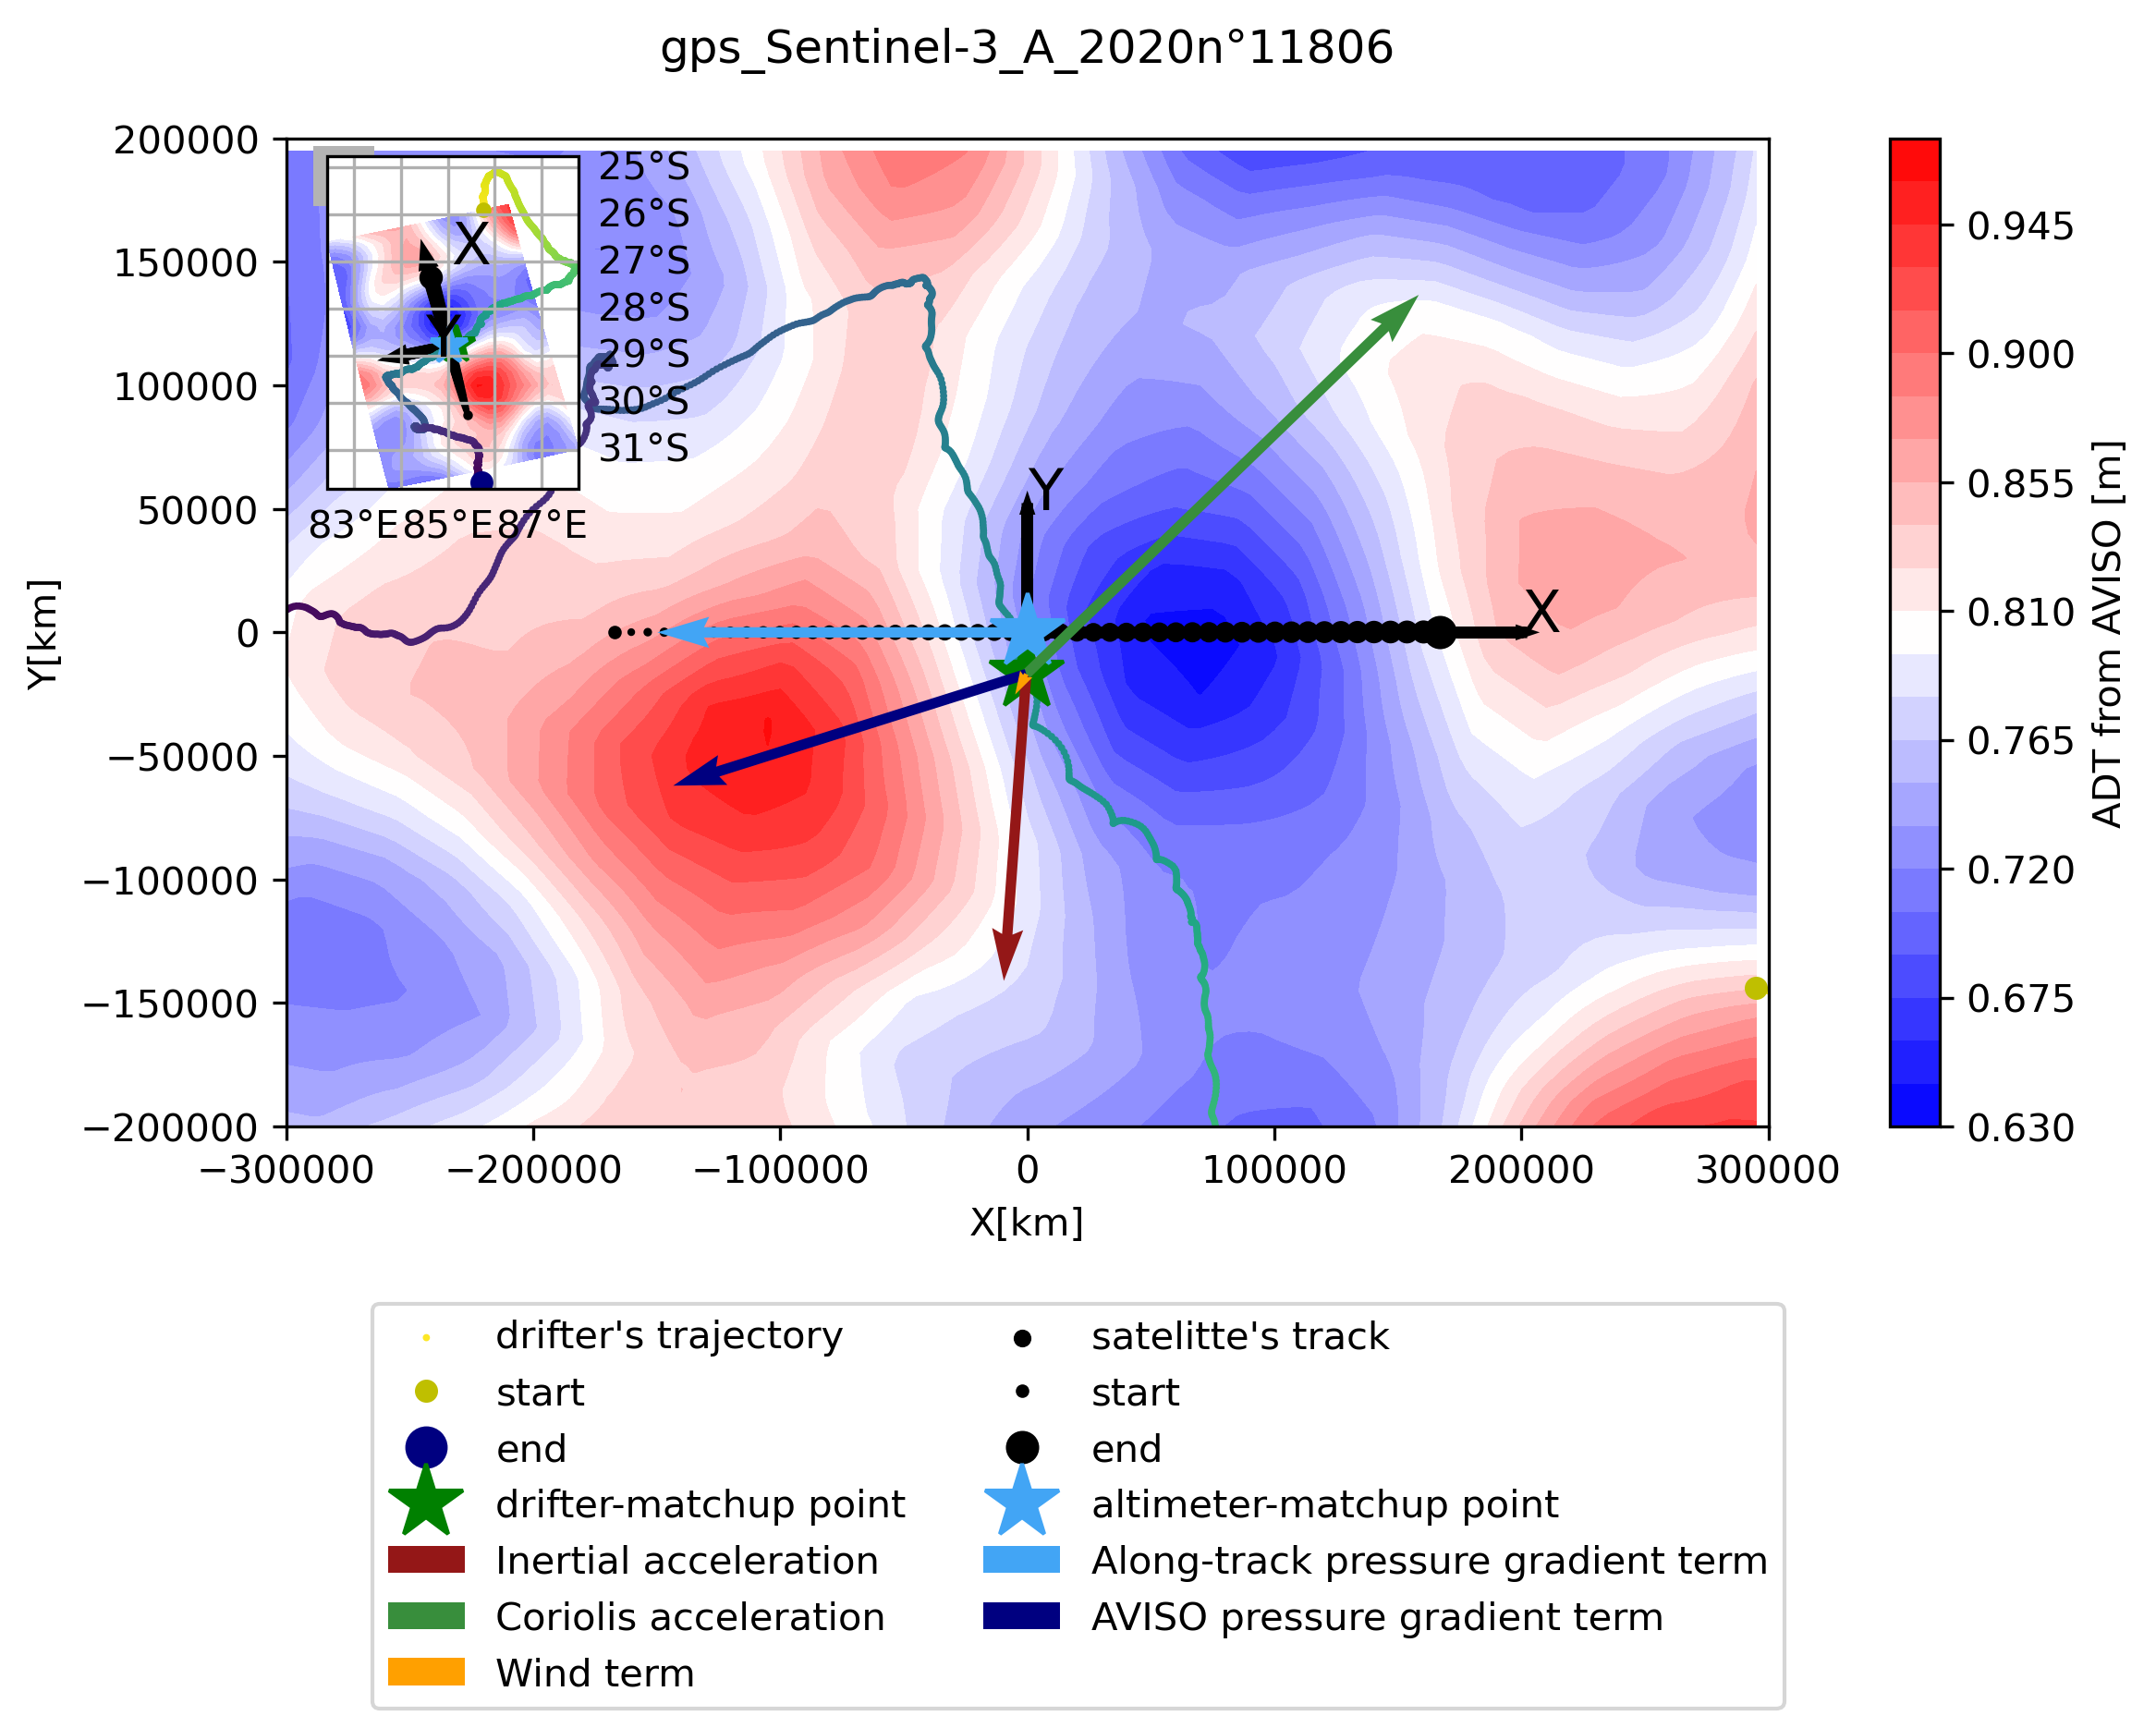 gps_Sentinel-3_A_2020n°11806
200000
150000
100000
50000
0
−50000
−100000
−150000
−200000
Y[km]
25°S
26°S
27°S
28°S
29°S
30°S
31°S
83°E 85°E 87°E
X
Y
Y
X
−300000 −200000 −100000 0 100000 200000 300000
X[km]
0.945
0.900
0.855
0.810
0.765
0.720
0.675
0.630
ADT from AVISO [m]
drifter's trajectory
start
end
drifter-matchup point
Inertial acceleration
Coriolis acceleration
Wind term
satelitte's track
start
end
altimeter-matchup point
Along-track pressure gradient term
AVISO pressure gradient term